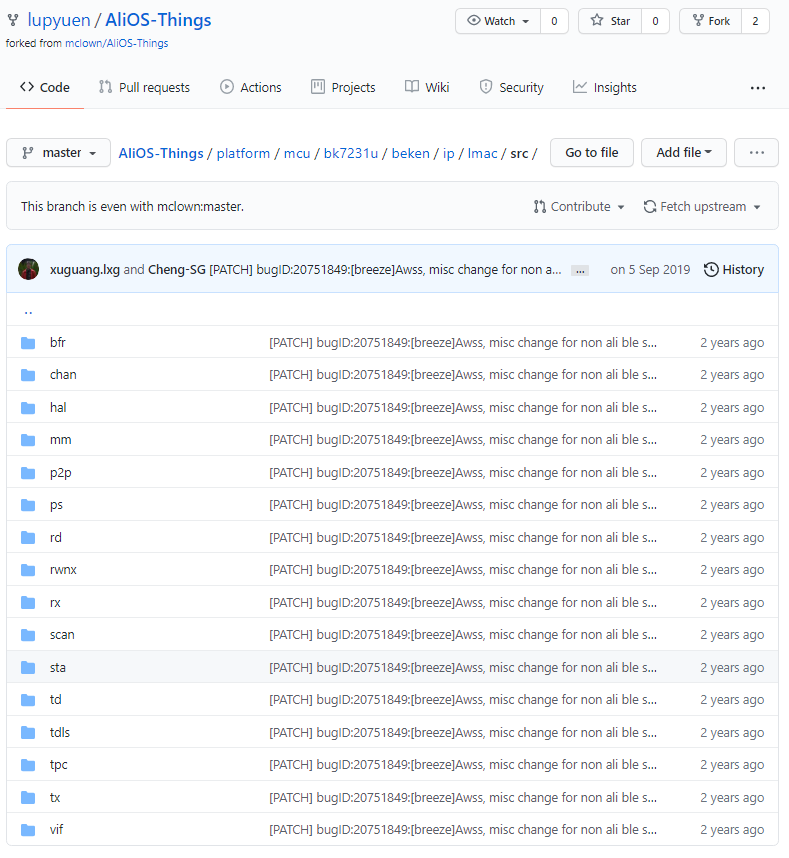 lupyuen / AliOS-Things Watch 0 Star 0 Fork 2
forked from mclown/AliOS-Things
Code Pull requests Actions Projects Wiki Security Insights ...
master AliOS-Things / platform / mcu / bk7231u / beken / ip / lmac / src / Go to file Add file ...
This branch is even with mclown:master. Contribute Fetch upstream
xuguang.lxg and Cheng-SG [PATCH] bugID:20751849:[breeze]Awss, misc change for non a... ... on 5 Sep 2019 History
..
bfr [PATCH] bugID:20751849:[breeze]Awss, misc change for non ali ble s... 2 years ago
chan [PATCH] bugID:20751849:[breeze]Awss, misc change for non ali ble s... 2 years ago
hal [PATCH] bugID:20751849:[breeze]Awss, misc change for non ali ble s... 2 years ago
mm [PATCH] bugID:20751849:[breeze]Awss, misc change for non ali ble s... 2 years ago
p2p [PATCH] bugID:20751849:[breeze]Awss, misc change for non ali ble s... 2 years ago
ps [PATCH] bugID:20751849:[breeze]Awss, misc change for non ali ble s... 2 years ago
rd [PATCH] bugID:20751849:[breeze]Awss, misc change for non ali ble s... 2 years ago
rwnx [PATCH] bugID:20751849:[breeze]Awss, misc change for non ali ble s... 2 years ago
rx [PATCH] bugID:20751849:[breeze]Awss, misc change for non ali ble s... 2 years ago
scan [PATCH] bugID:20751849:[breeze]Awss, misc change for non ali ble s... 2 years ago
sta [PATCH] bugID:20751849:[breeze]Awss, misc change for non ali ble s... 2 years ago
td [PATCH] bugID:20751849:[breeze]Awss, misc change for non ali ble s... 2 years ago
tdls [PATCH] bugID:20751849:[breeze]Awss, misc change for non ali ble s... 2 years ago
tpc [PATCH] bugID:20751849:[breeze]Awss, misc change for non ali ble s... 2 years ago
tx [PATCH] bugID:20751849:[breeze]Awss, misc change for non ali ble s... 2 years ago
vif [PATCH] bugID:20751849:[breeze]Awss, misc change for non ali ble s... 2 years ago